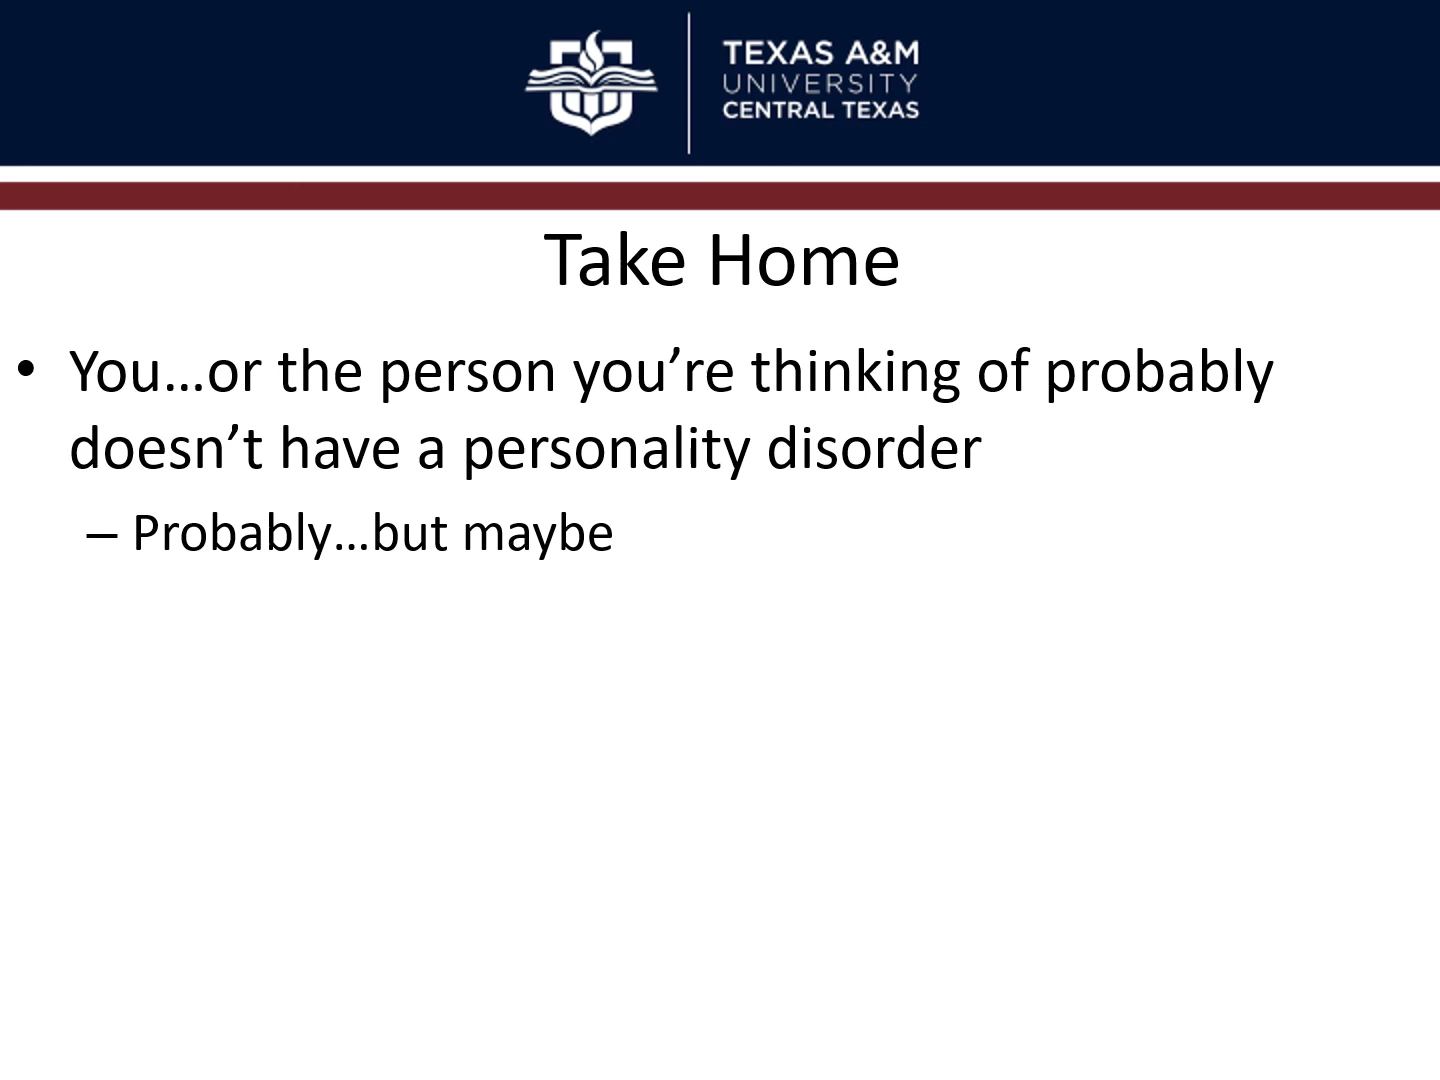 TEXAS A&M
UNIVERSITY
CENTRAL TEXAS
Take Home
• You…or the person you’re thinking of probably
doesn’t have a personality disorder
– Probably…but maybe